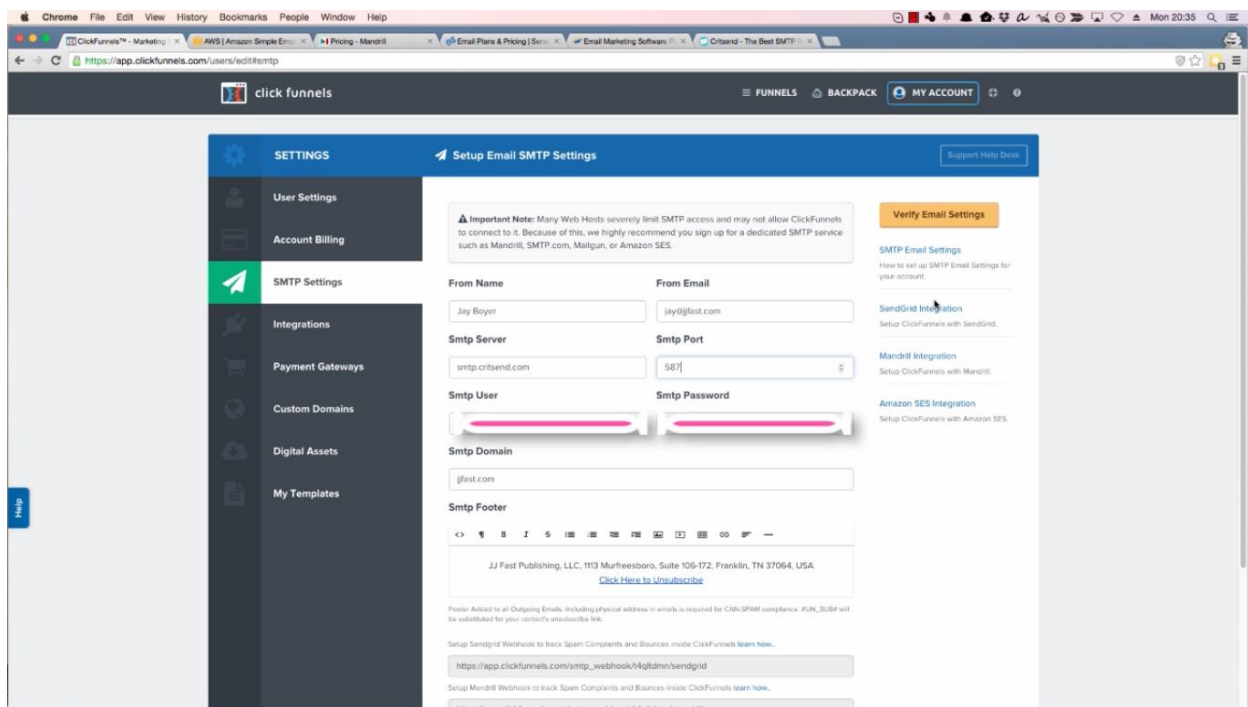 Chrome File Edit View History Bookmarks People Window Help
Mon 20:35
ClickFunnels™ - Marketing
AWS | Amazon Simple Emai
Pricing - Mandrill
Email Plans & Pricing | Send
Email Marketing Software
Critsend - The Best SMTP
https://app.clickfunnels.com/users/edit#smtp
click funnels
FUNNELS BACKPACK MY ACCOUNT
SETTINGS
Setup Email SMTP Settings
Support Help Desk
User Settings
Account Billing
SMTP Settings
Integrations
Payment Gateways
Custom Domains
Digital Assets
My Templates
Help
Important Note: Many Web Hosts severely limit SMTP access and may not allow ClickFunnels
to connect to it. Because of this, we highly recommend you sign up for a dedicated SMTP service
such as Mandrill, SMTP.com, Mailgun, or Amazon SES.
From Name From Email
Jay Boyer jay@jjfast.com
Smtp Server Smtp Port
smtp.critsend.com 587
Smtp User Smtp Password
Smtp Domain
jjfast.com
Smtp Footer
JJ Fast Publishing, LLC, 1113 Murfreesboro, Suite 106-172, Franklin, TN 37064, USA
Click Here to Unsubscribe
Footer Added to all Outgoing Emails. Including physical address in emails is required for CAN-SPAM compliance. #UN_SUB# will
be substituted for your contact's unsubscribe link.
Setup Sendgrid Webhook to track Spam Complaints and Bounces inside ClickFunnels learn how..
https://app.clickfunnels.com/smtp_webhook/t4qltdmn/sendgrid
Setup Mandrill Webhook to track Spam Complaints and Bounces inside ClickFunnels learn how..
Verify Email Settings
SMTP Email Settings
How to set up SMTP Email Settings for
your account.
SendGrid Integration
Setup ClickFunnels with SendGrid.
Mandrill Integration
Setup ClickFunnels with Mandrill.
Amazon SES Integration
Setup ClickFunnels with Amazon SES.